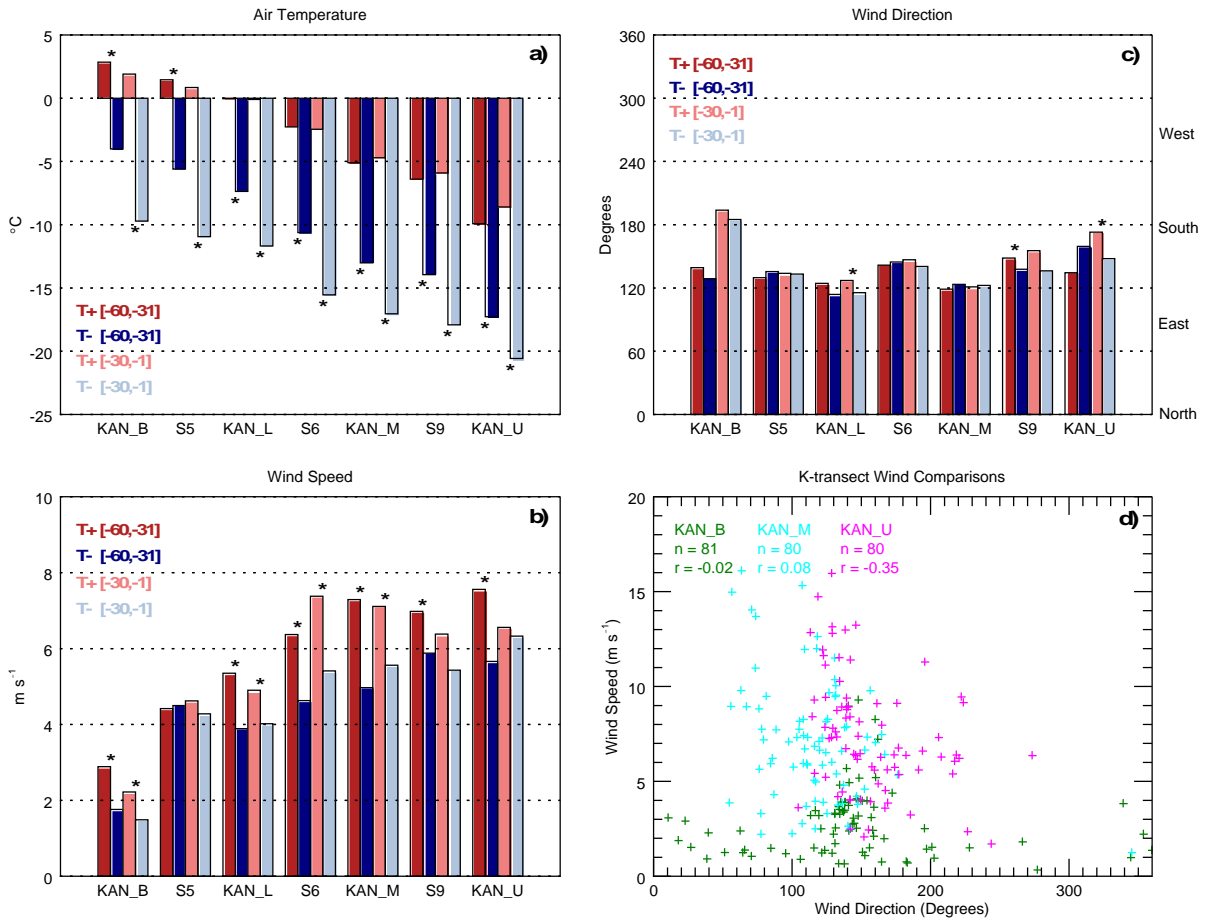 Air Temperature
a)
5
0
-5
-10
-15
-20
-25
°C
T+ [-60,-31]
T- [-60,-31]
T+ [-30,-1]
T- [-30,-1]
* * * * * * * * * * * * * * * *
KAN_B S5 KAN_L S6 KAN_M S9 KAN_U
Wind Direction
c)
360
300
240
180
120
60
0
Degrees
T+ [-60,-31]
T- [-60,-31]
T+ [-30,-1]
T- [-30,-1]
* * *
West
South
East
North
KAN_B S5 KAN_L S6 KAN_M S9 KAN_U
Wind Speed
b)
10
8
6
4
2
0
m s⁻¹
T+ [-60,-31]
T- [-60,-31]
T+ [-30,-1]
T- [-30,-1]
* * * * * * * * * *
KAN_B S5 KAN_L S6 KAN_M S9 KAN_U
K-transect Wind Comparisons
d)
20
15
10
5
0
Wind Speed (m s⁻¹)
KAN_B KAN_M KAN_U
n = 81 n = 80 n = 80
r = -0.02 r = 0.08 r = -0.35
0 100 200 300
Wind Direction (Degrees)